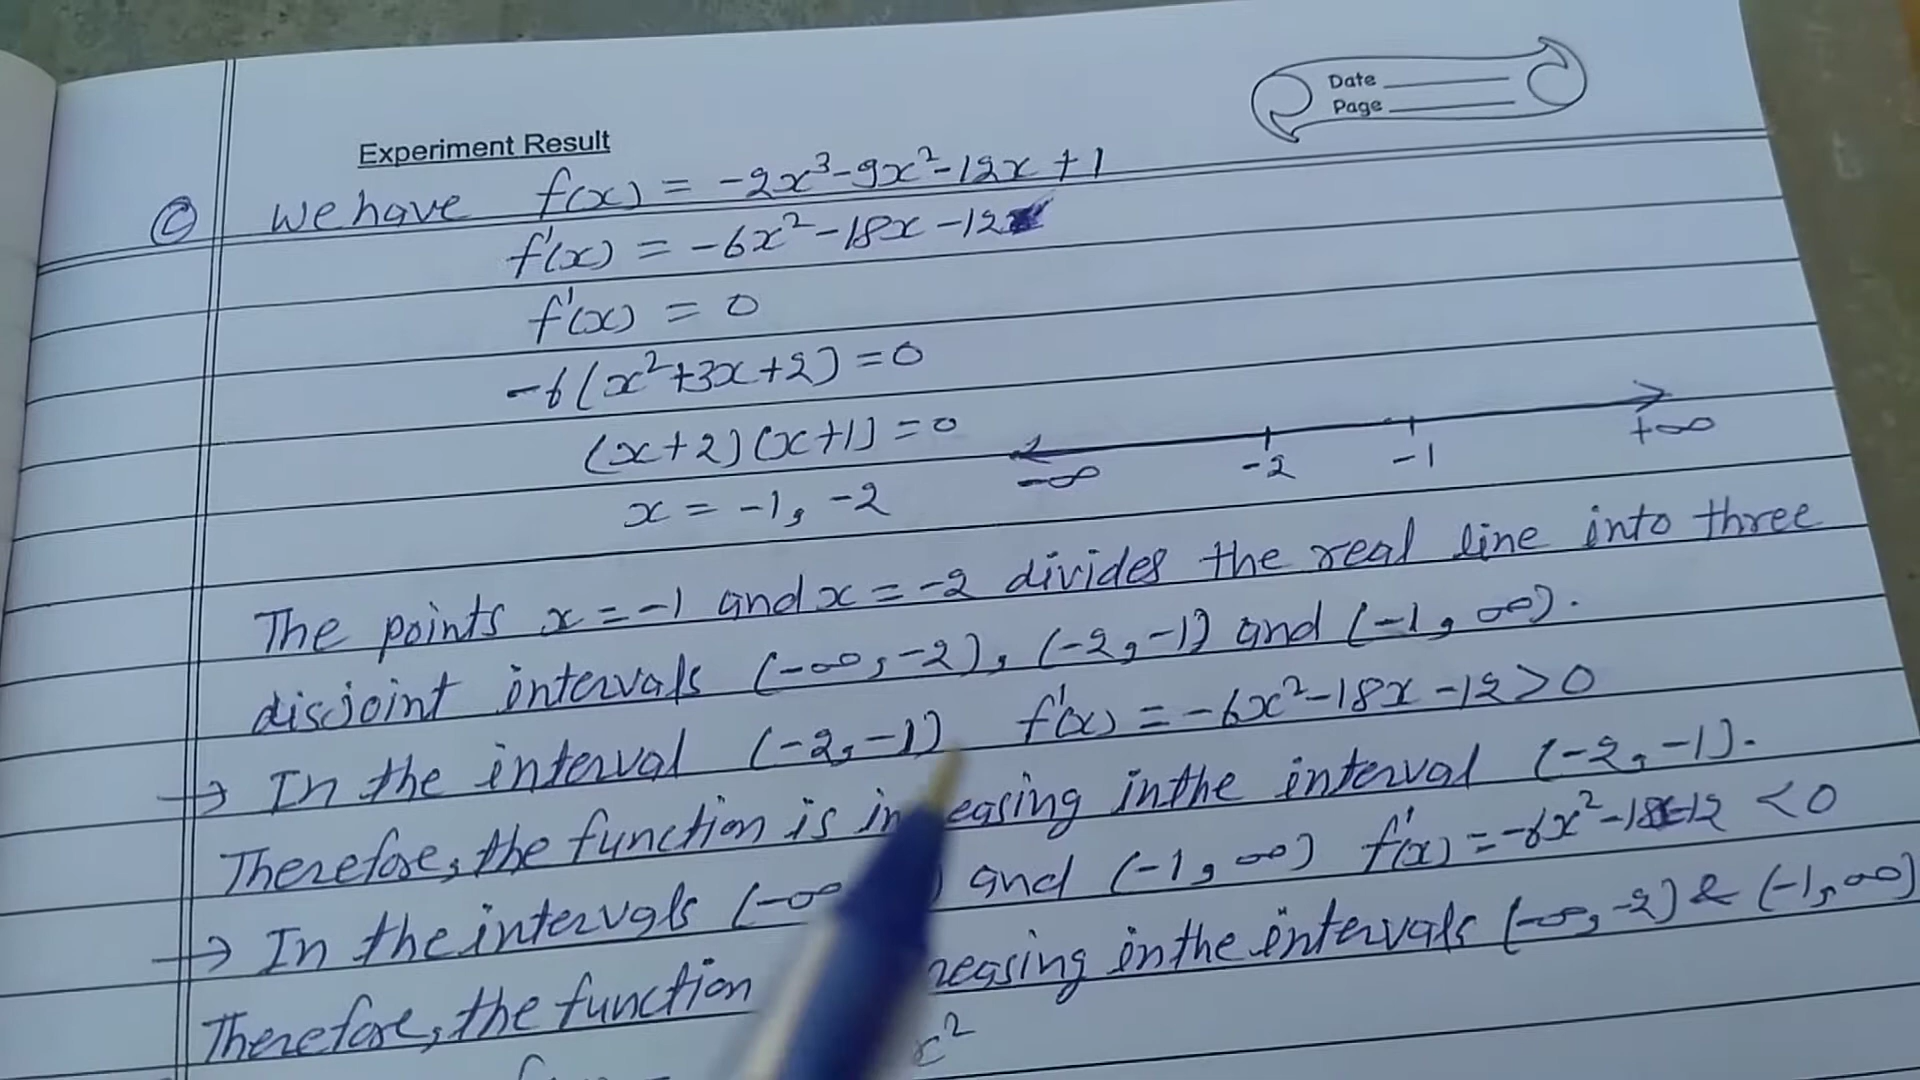 Date
Page
Experiment Result
(C) We have f(x) = -2x³-9x²-12x+1
f'(x) = -6x²-18x-12
f'(x) = 0
-6(x²+3x+2)=0
(x+2)(x+1)=0
x = -1, -2
-∞ -2 -1 +∞
The points x=-1 and x=-2 divides the real line into three
disjoint intervals (-∞,-2), (-2,-1) and (-1,∞).
→ In the interval (-2,-1) f'(x) = -6x²-18x-12>0
Therefore, the function is increasing in the interval (-2,-1).
→ In the intervals (-∞ ) and (-1,∞) f'(x) = -6x²-18x-12 <0
Therefore, the function reasing in the intervals (-∞,-2) & (-1,∞)
x²